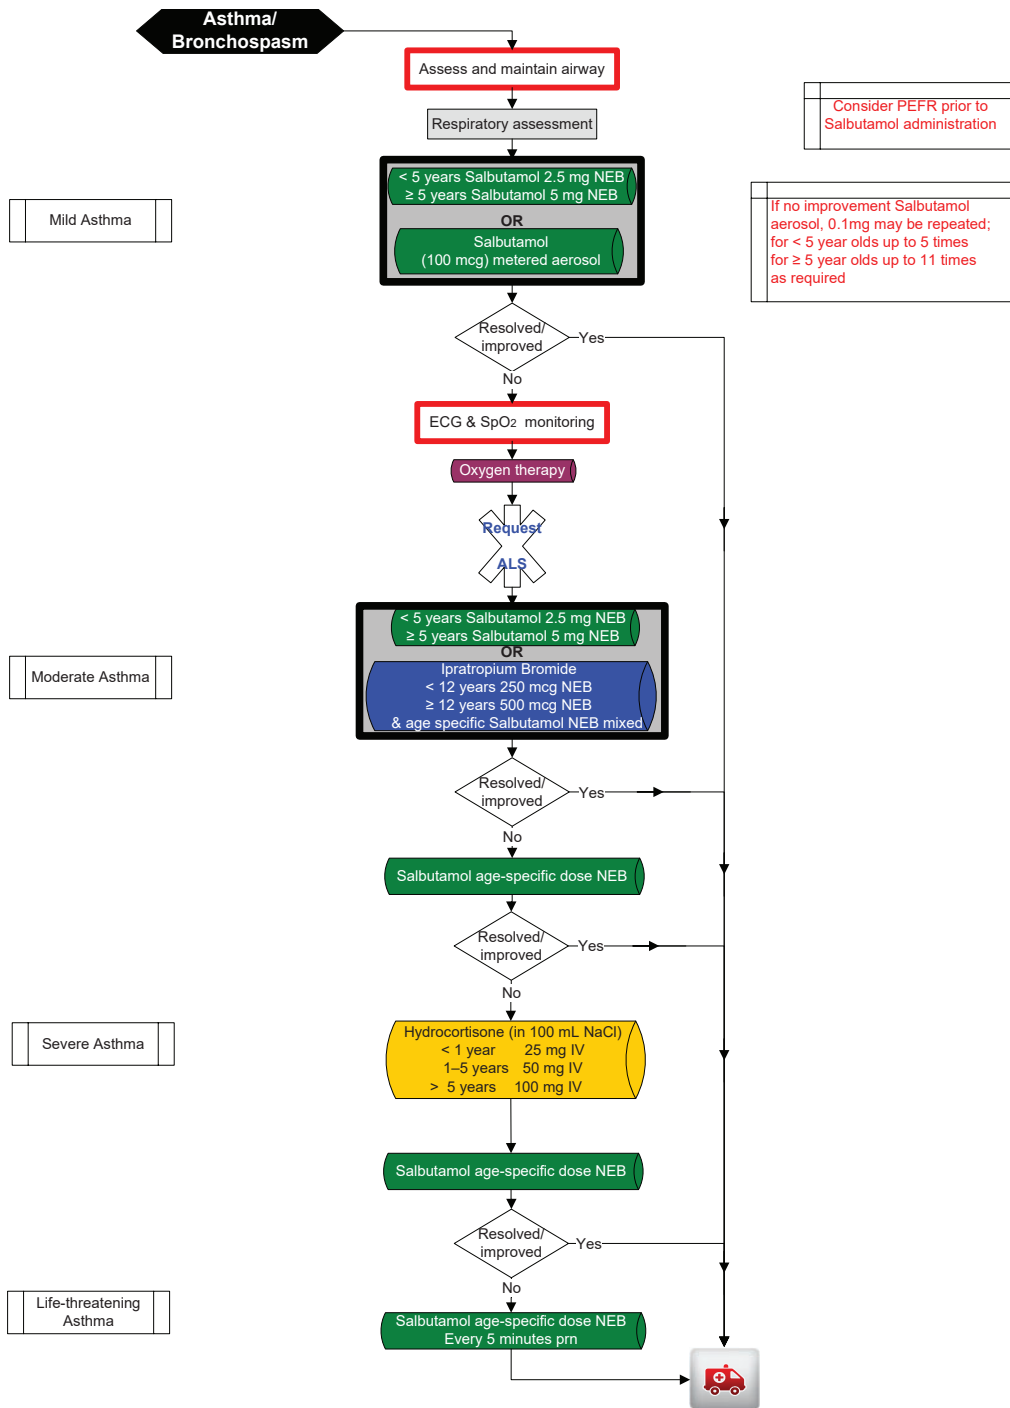 Asthma/
Bronchospasm
Assess and maintain airway
Respiratory assessment
Consider PEFR prior to
Salbutamol administration
< 5 years Salbutamol 2.5 mg NEB
≥ 5 years Salbutamol 5 mg NEB
OR
Salbutamol
(100 mcg) metered aerosol
Mild Asthma
If no improvement Salbutamol
aerosol, 0.1mg may be repeated;
for < 5 year olds up to 5 times
for ≥ 5 year olds up to 11 times
as required
Resolved/
improved
Yes
No
ECG & SpO2 monitoring
Oxygen therapy
Request
ALS
< 5 years Salbutamol 2.5 mg NEB
≥ 5 years Salbutamol 5 mg NEB
OR
Ipratropium Bromide
< 12 years 250 mcg NEB
≥ 12 years 500 mcg NEB
& age specific Salbutamol NEB mixed
Moderate Asthma
Resolved/
improved
Yes
No
Salbutamol age-specific dose NEB
Resolved/
improved
Yes
No
Severe Asthma
Hydrocortisone (in 100 mL NaCl)
< 1 year 25 mg IV
1–5 years 50 mg IV
> 5 years 100 mg IV
Salbutamol age-specific dose NEB
Resolved/
improved
Yes
No
Life-threatening
Asthma
Salbutamol age-specific dose NEB
Every 5 minutes prn